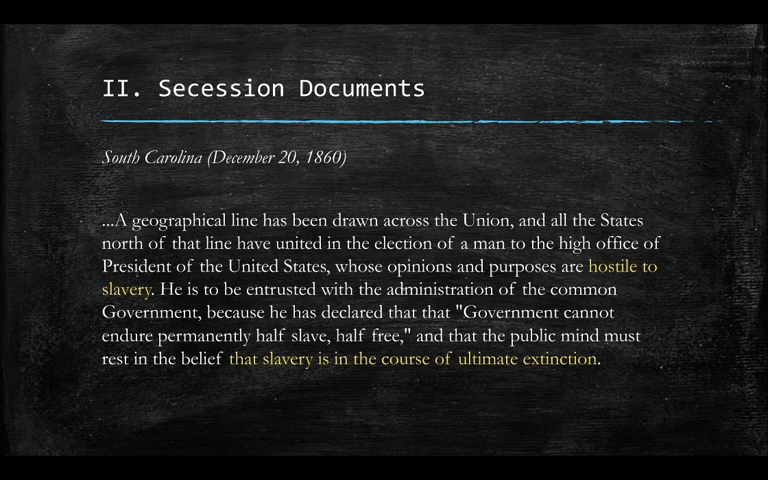 II. Secession Documents
South Carolina (December 20, 1860)
...A geographical line has been drawn across the Union, and all the States
north of that line have united in the election of a man to the high office of
President of the United States, whose opinions and purposes are hostile to
slavery. He is to be entrusted with the administration of the common
Government, because he has declared that that "Government cannot
endure permanently half slave, half free," and that the public mind must
rest in the belief that slavery is in the course of ultimate extinction.